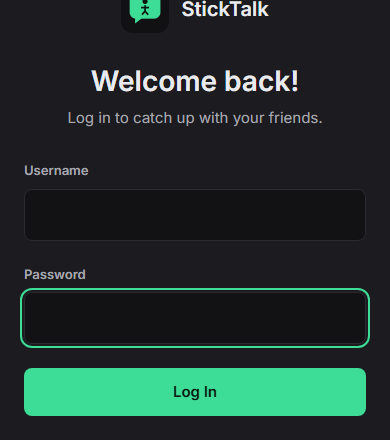 StickTalk
Welcome back!
Log in to catch up with your friends.
Username
Password
Log In